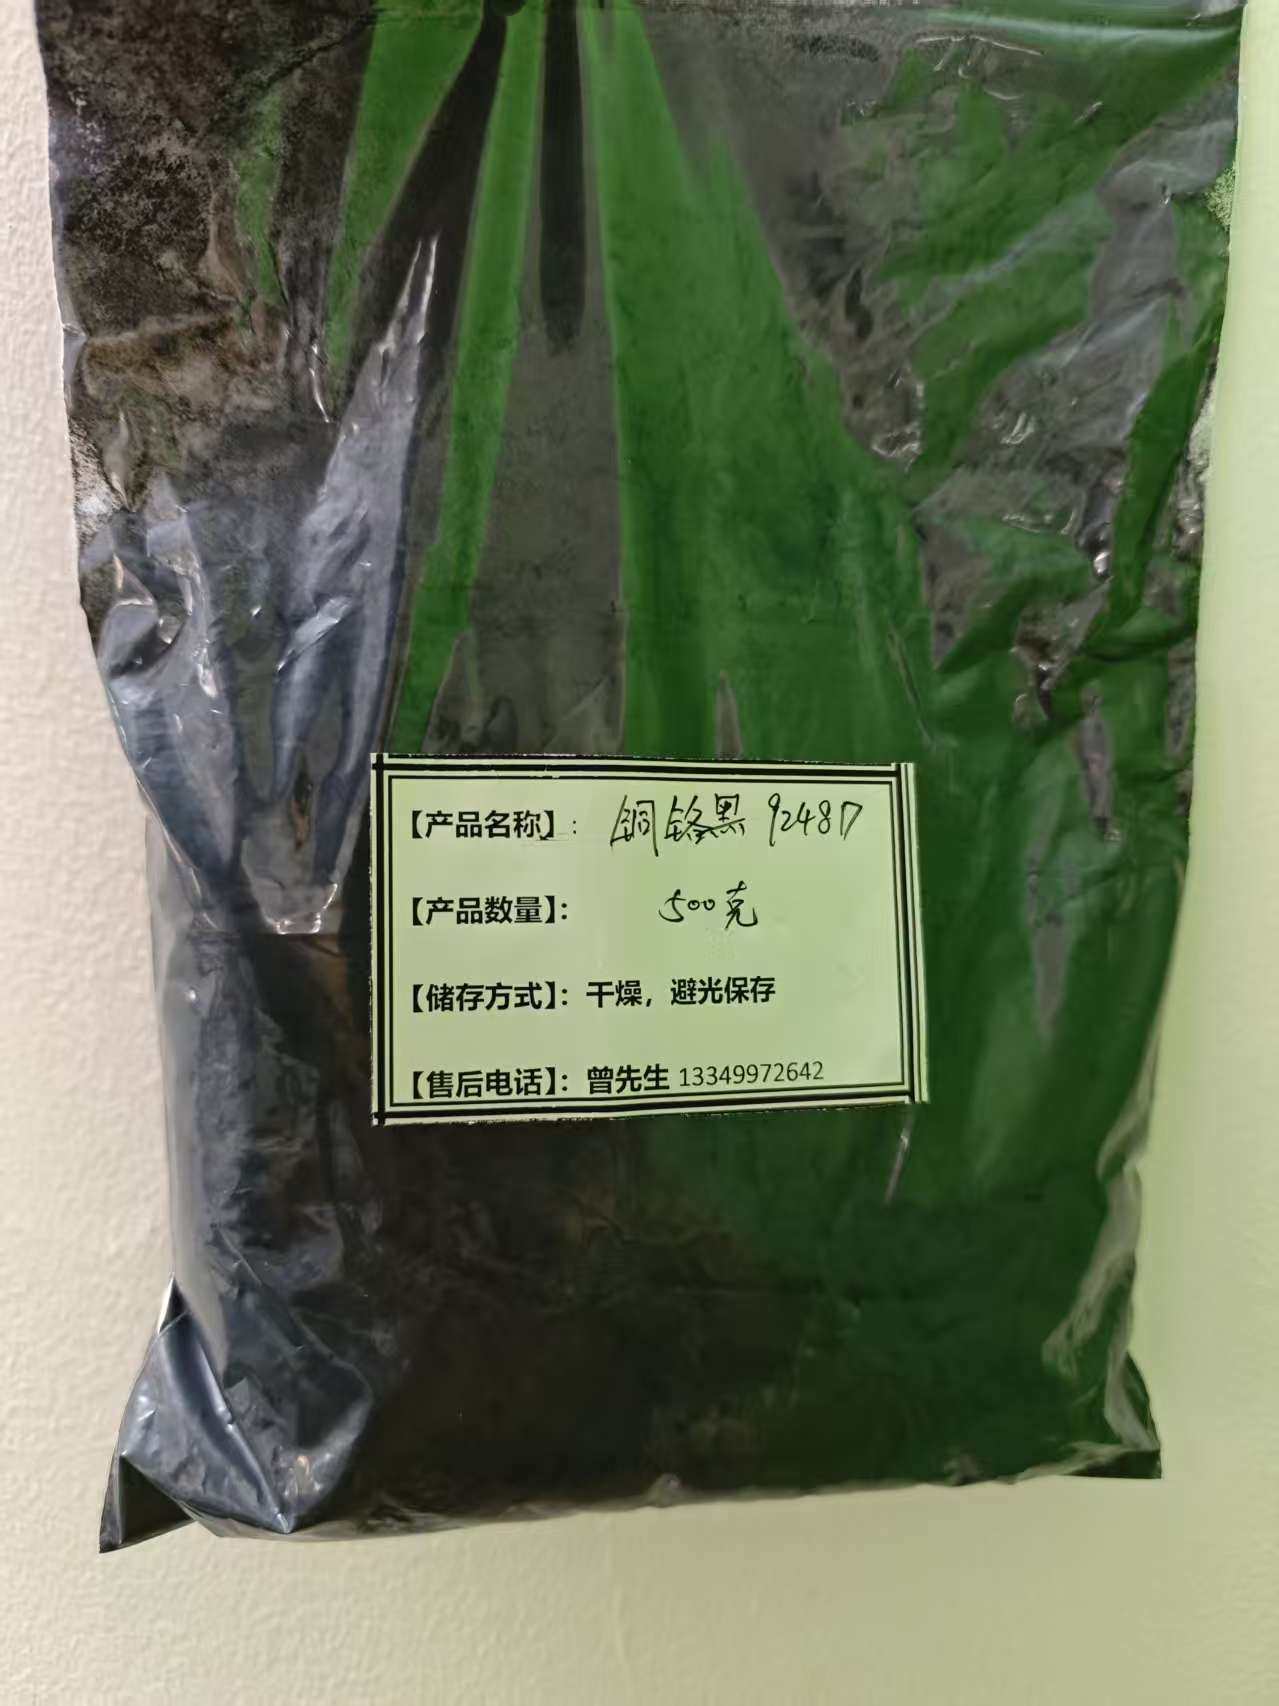 【产品名称】： 铜铬黑 92487
【产品数量】： 500克
【储存方式】：干燥，避光保存
【售后电话】：曾先生 13349972642